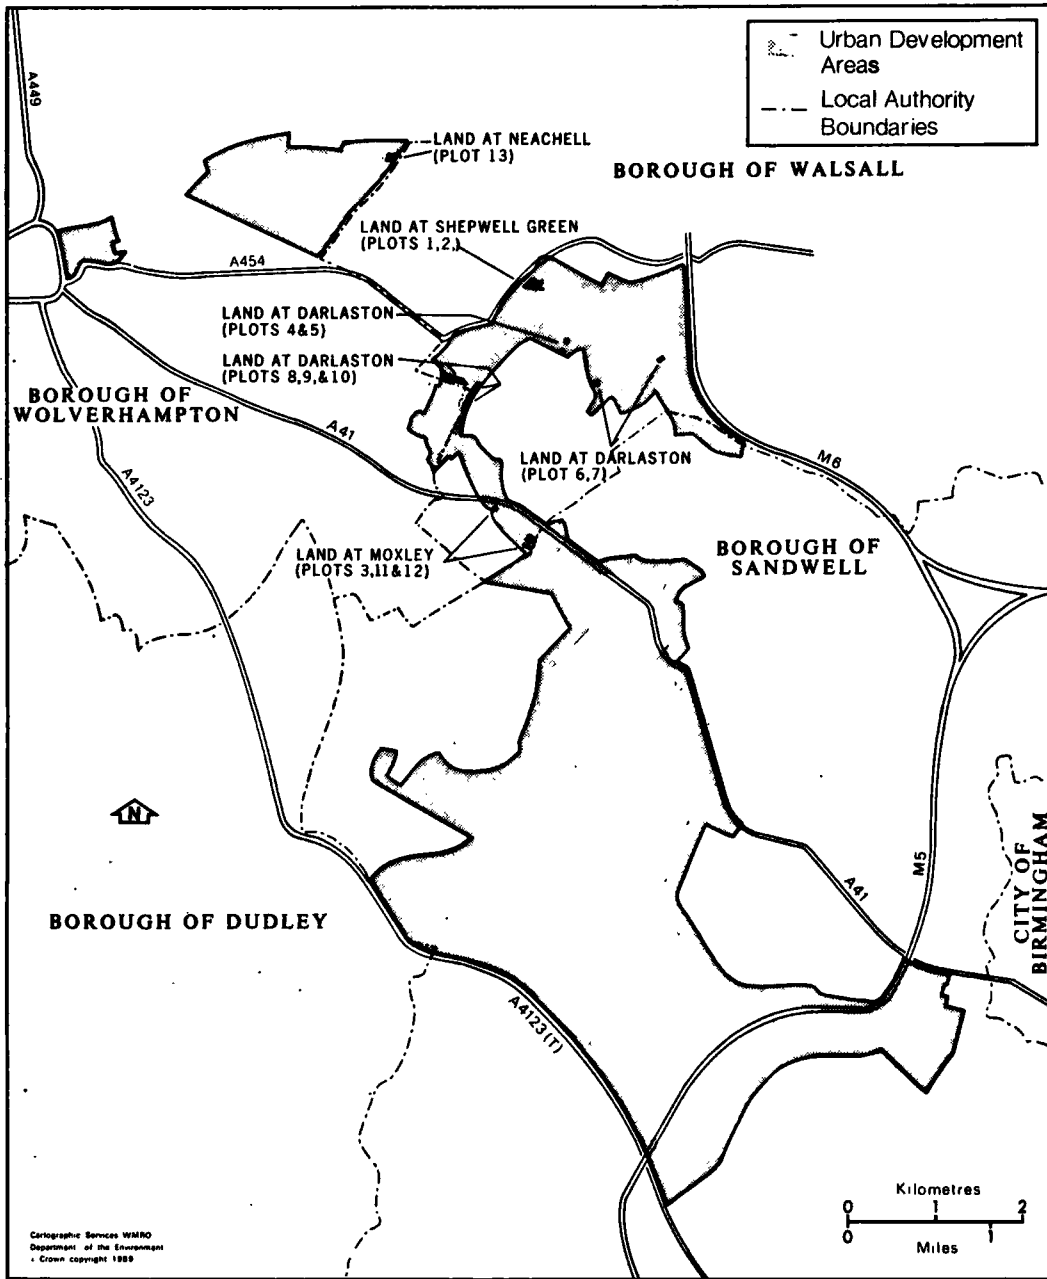 Urban Development
Areas
Local Authority
Boundaries
A449
LAND AT NEACHELL
(PLOT 13)
BOROUGH OF WALSALL
LAND AT SHEPWELL GREEN
(PLOTS 1,2,)
A454
LAND AT DARLASTON
(PLOTS 4&5)
LAND AT DARLASTON
(PLOTS 8,9,&10)
BOROUGH OF
WOLVERHAMPTON
A41
A4123
LAND AT DARLASTON
(PLOT 6,7)
M6
LAND AT MOXLEY
(PLOTS 3,11&12)
BOROUGH OF
SANDWELL
N
BOROUGH OF DUDLEY
A41
M5
CITY OF
BIRMINGHAM
A4123(T)
Kilometres
0 1 2
0 1
Miles
Cartographic Services WMRO
Department of the Environment
Crown copyright 1989